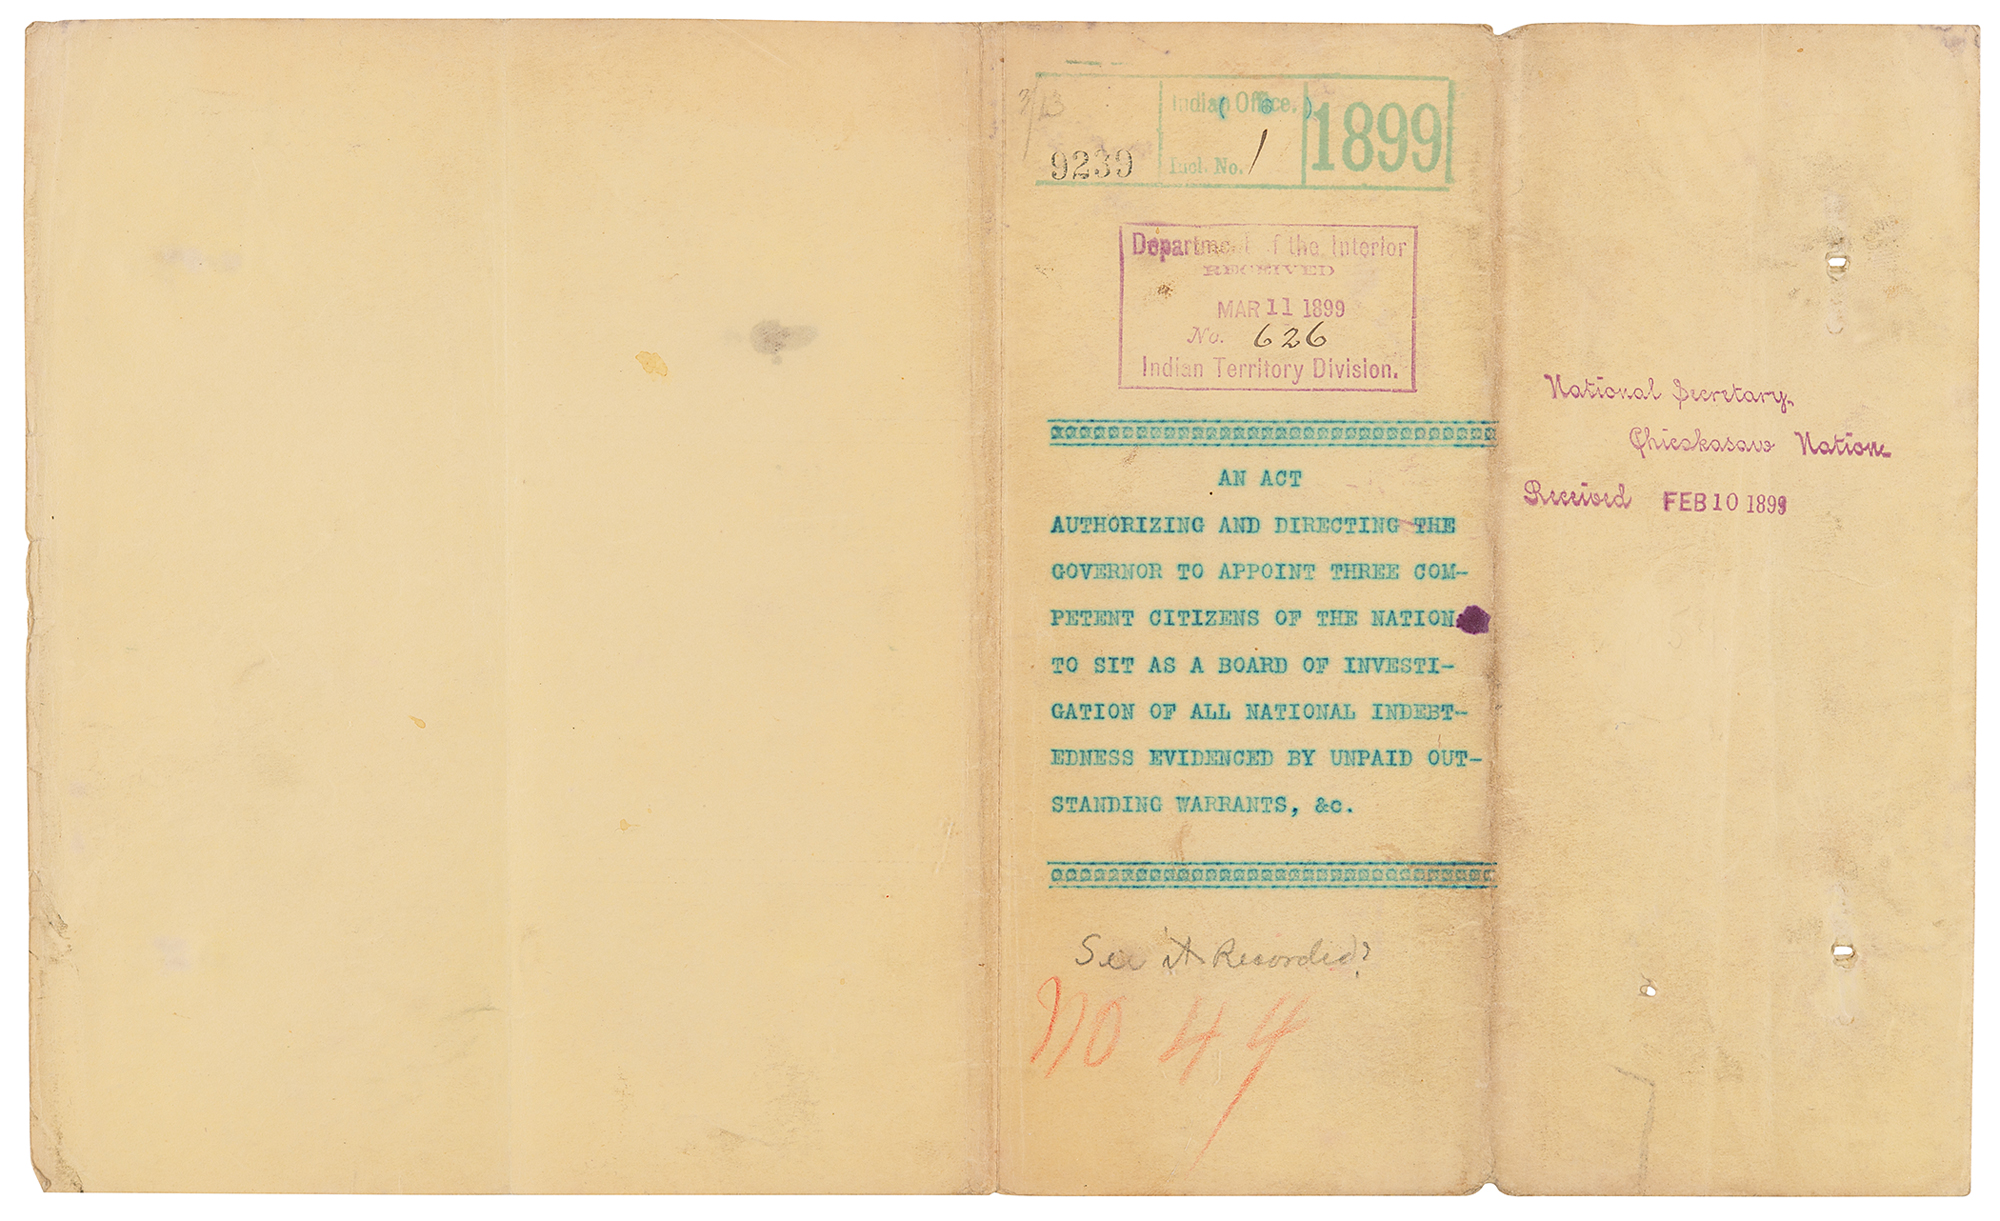 3/13
Indian Office.
( 6 )
1899
9239
Incl. No. 1
Department of the Interior
RECEIVED
MAR 11 1899
No. 626
Indian Territory Division.
AN ACT
AUTHORIZING AND DIRECTING THE
GOVERNOR TO APPOINT THREE COM-
PETENT CITIZENS OF THE NATION
TO SIT AS A BOARD OF INVESTI-
GATION OF ALL NATIONAL INDEBT-
EDNESS EVIDENCED BY UNPAID OUT-
STANDING WARRANTS, &c.
See it Recorded?
No 44
National Secretary,
Chickasaw Nation
Received FEB 10 1899